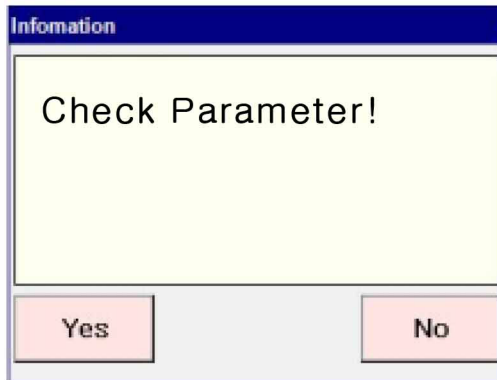 Infomation
Check Parameter!
Yes
No